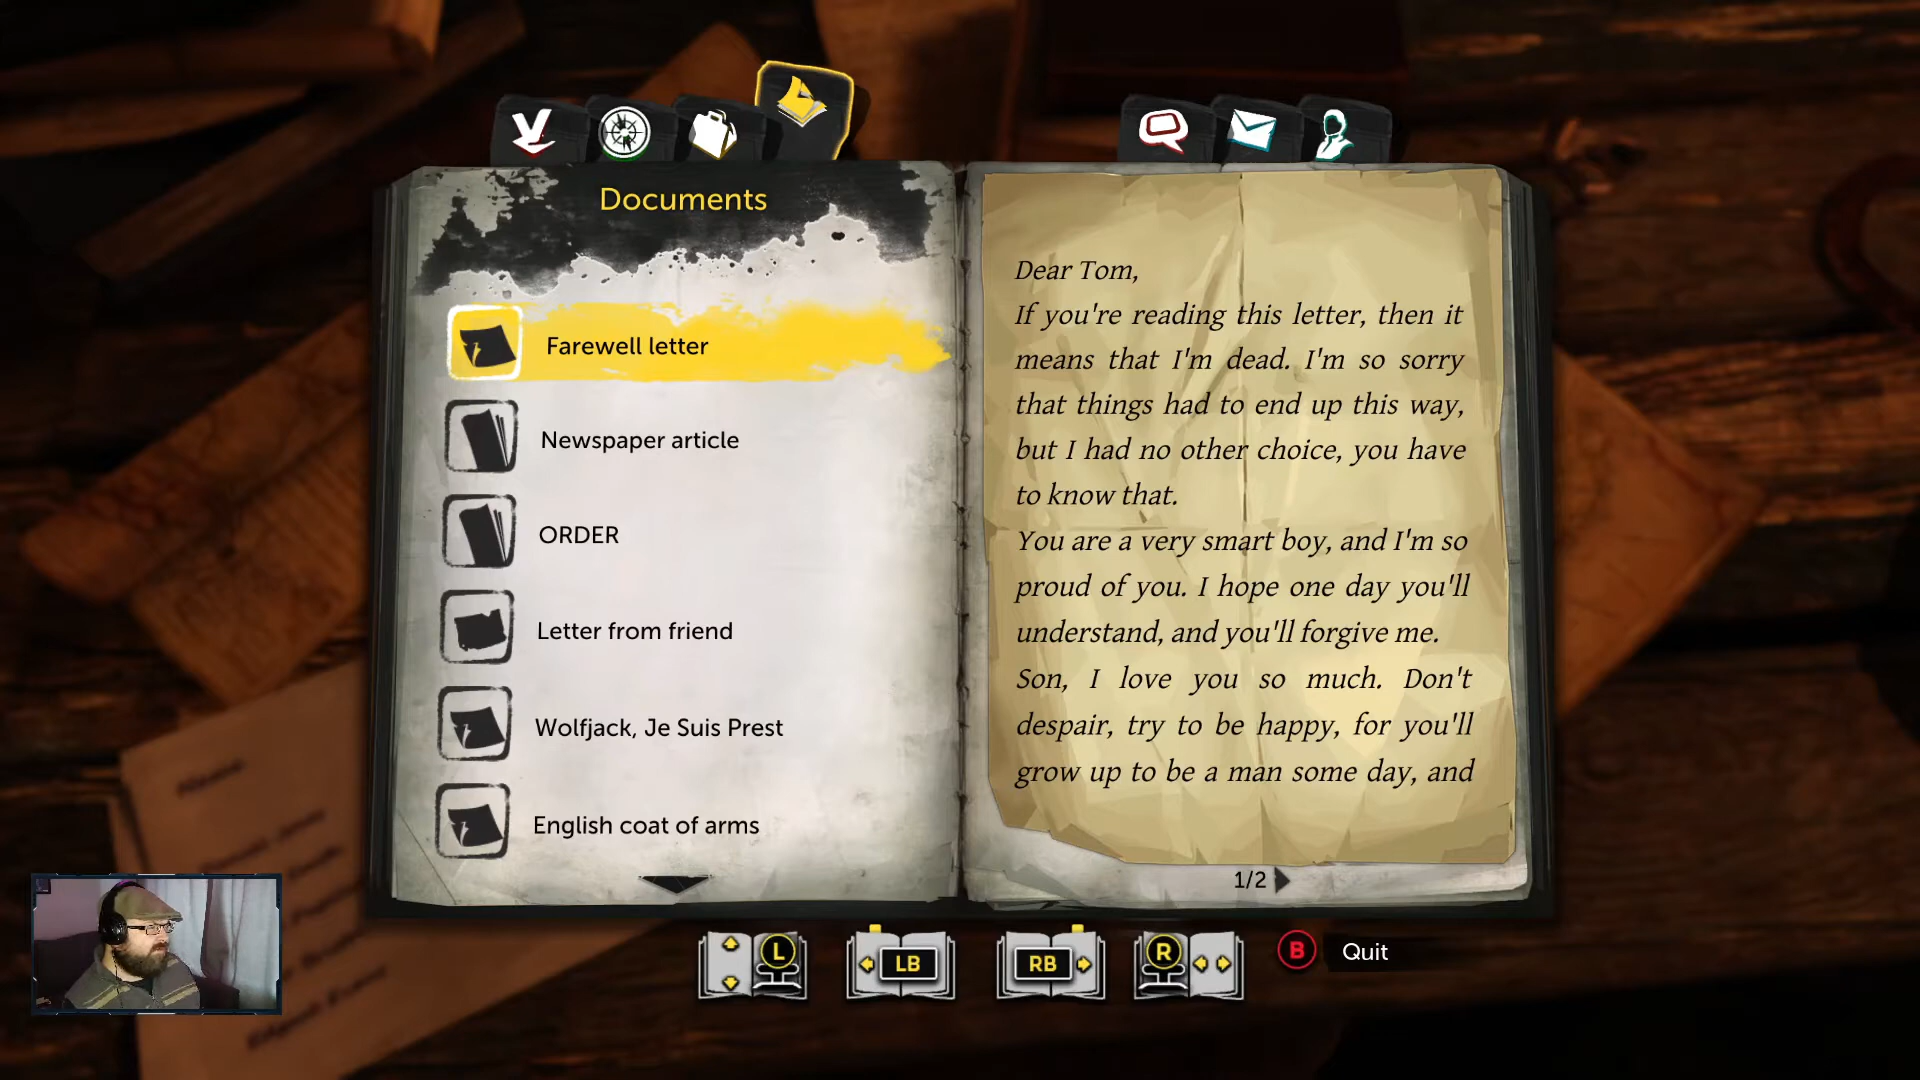 Documents
Farewell letter
Newspaper article
ORDER
Letter from friend
Wolfjack, Je Suis Prest
English coat of arms
Dear Tom,
If you're reading this letter, then it
means that I'm dead. I'm so sorry
that things had to end up this way,
but I had no other choice, you have
to know that.
You are a very smart boy, and I'm so
proud of you. I hope one day you'll
understand, and you'll forgive me.
Son, I love you so much. Don't
despair, try to be happy, for you'll
grow up to be a man some day, and
1/2
L
LB
RB
R
B Quit